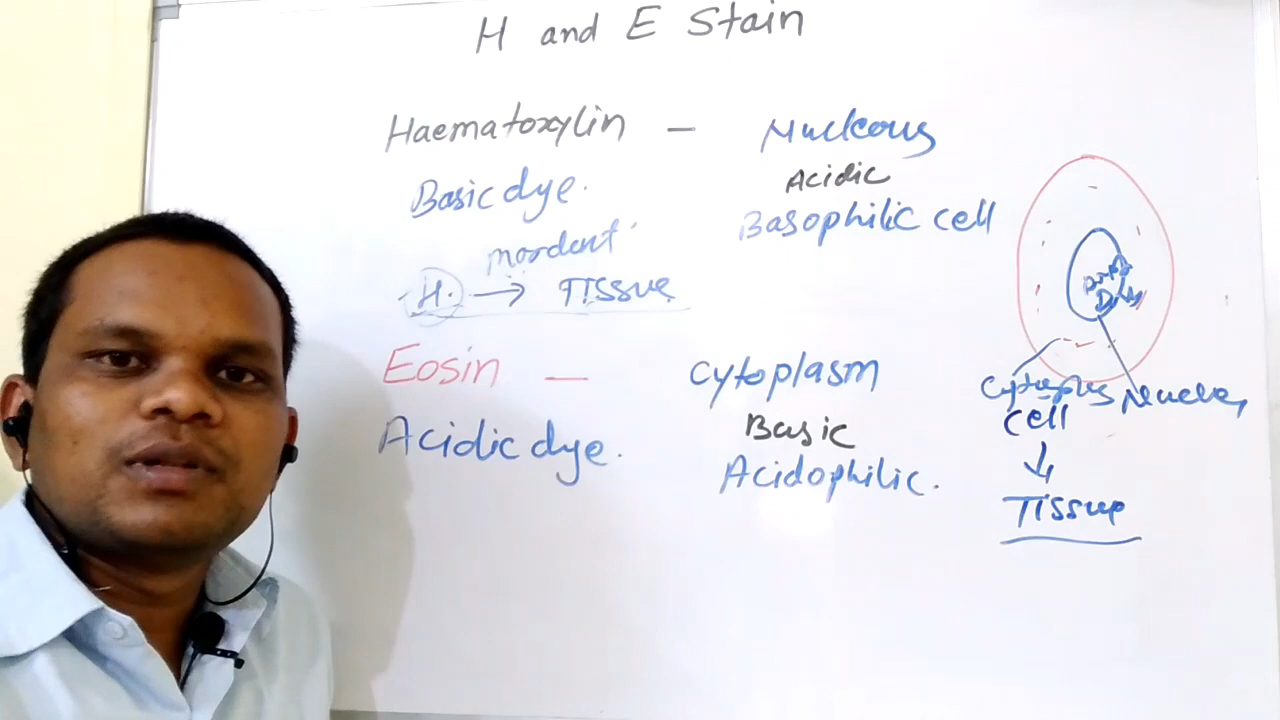 H and E Stain
Haematoxylin — Nucleous
Basic dye. Acidic
Basophilic cell
mordent
H. → Tissue
Eosin — Cytoplasm
Acidic dye. Basic
Acidophilic.
cell
↓
Tissue